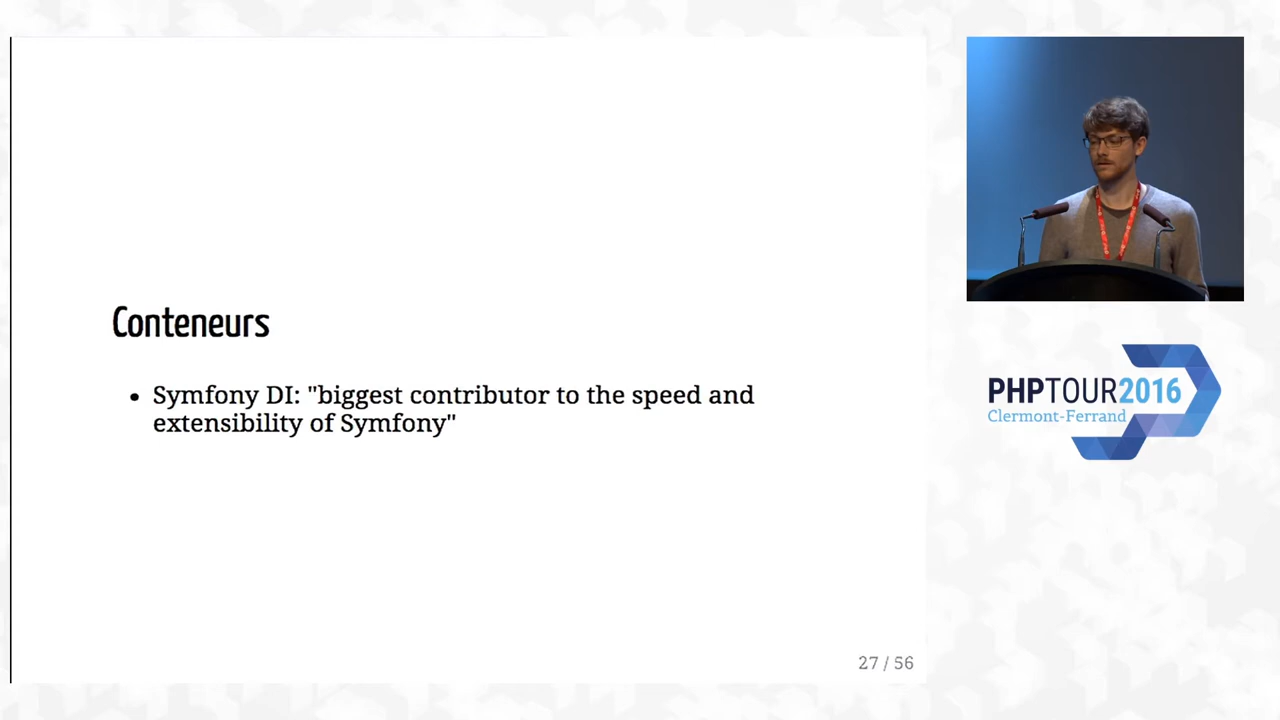 Conteneurs
• Symfony DI: "biggest contributor to the speed and
extensibility of Symfony"
27 / 56
PHPTOUR2016
Clermont-Ferrand